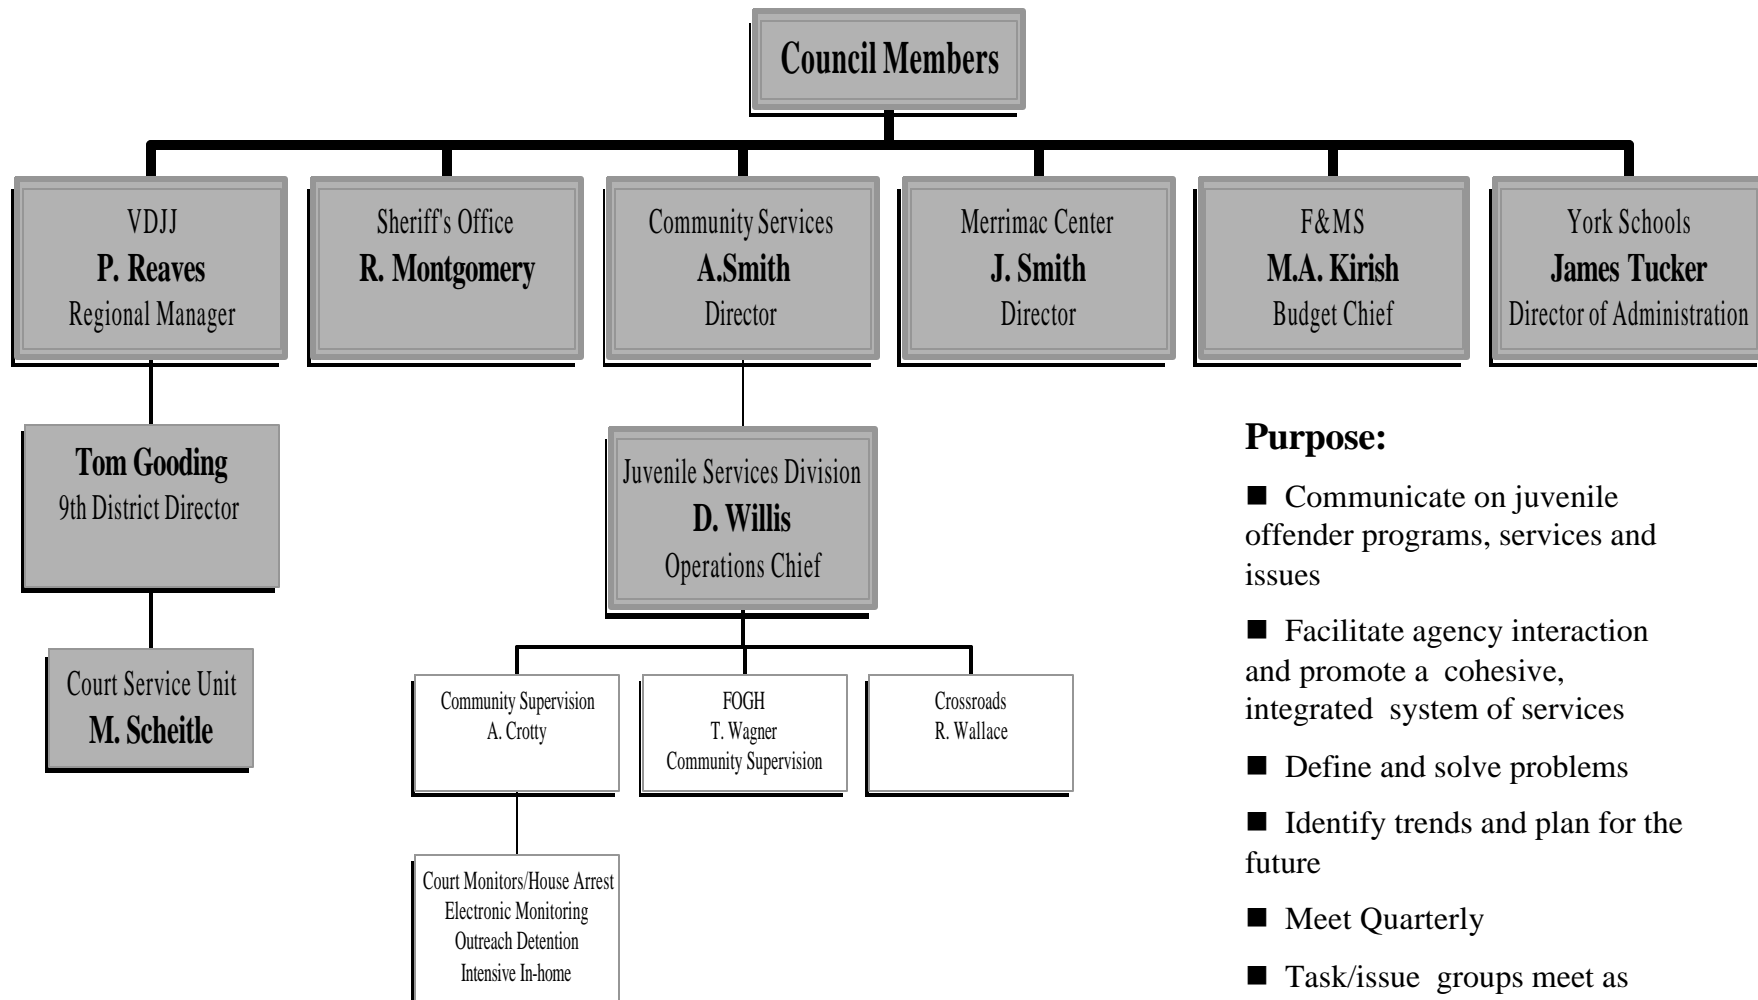 Council Members
VDJJ
P. Reaves
Regional Manager
Sheriff's Office
R. Montgomery
Community Services
A.Smith
Director
Merrimac Center
J. Smith
Director
F&MS
M.A. Kirish
Budget Chief
York Schools
James Tucker
Director of Administration
Tom Gooding
9th District Director
Court Service Unit
M. Scheitle
Juvenile Services Division
D. Willis
Operations Chief
Community Supervision
A. Crotty
FOGH
T. Wagner
Community Supervision
Crossroads
R. Wallace
Court Monitors/House Arrest
Electronic Monitoring
Outreach Detention
Intensive In-home
Purpose:
■ Communicate on juvenile
offender programs, services and
issues
■ Facilitate agency interaction
and promote a cohesive,
integrated system of services
■ Define and solve problems
■ Identify trends and plan for the
future
■ Meet Quarterly
■ Task/issue groups meet as